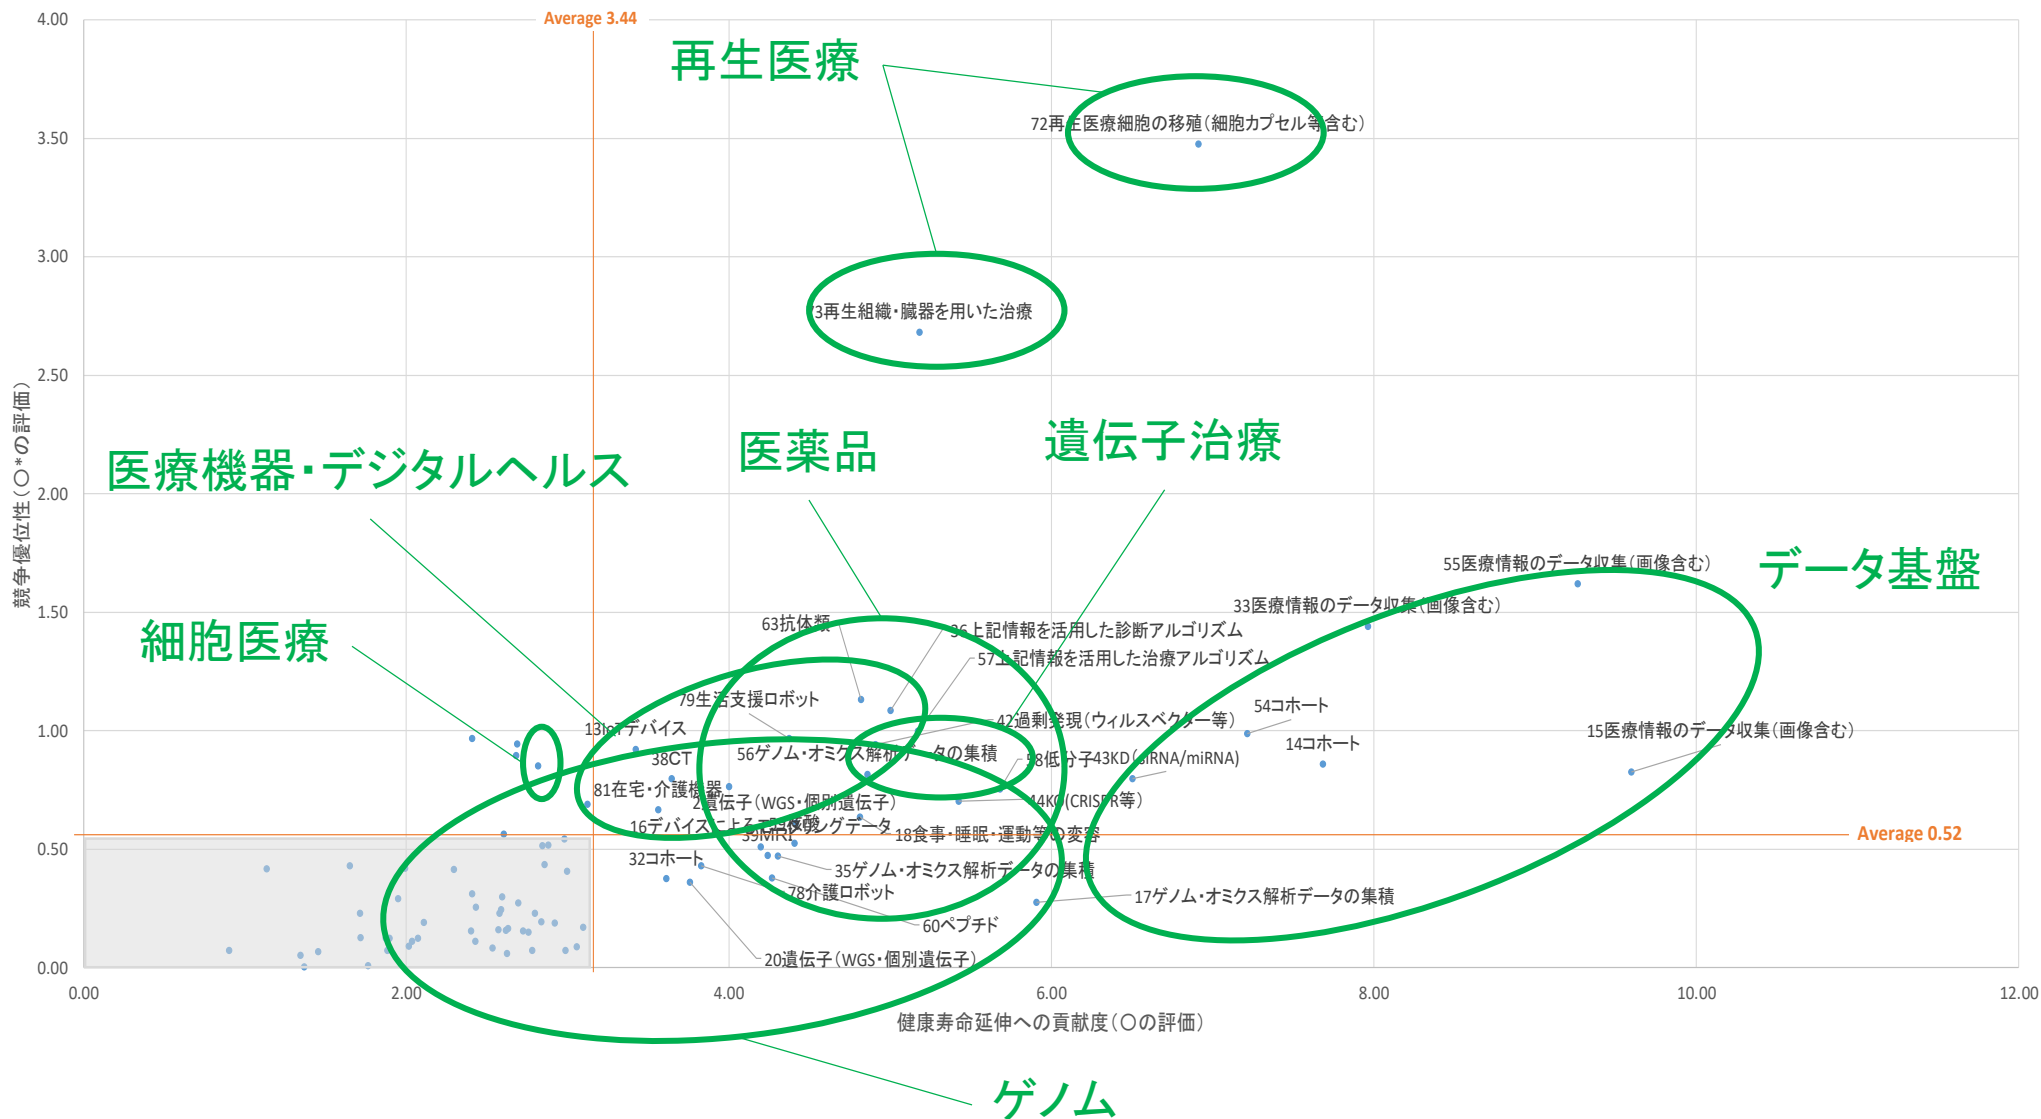 4.00
Average 3.44
再生医療
72再生医療細胞の移殖(細胞カプセル等含む)
3.50
3.00
73再生組織・臓器を用いた治療
2.50
医療機器・デジタルヘルス
医薬品
遺伝子治療
競争優位性(〇*の評価)
2.00
データ基盤
55医療情報のデータ収集(画像含む)
33医療情報のデータ収集(画像含む)
1.50
細胞医療
63抗体類
36上記情報を活用した診断アルゴリズム
57上記情報を活用した治療アルゴリズム
79生活支援ロボット
54コホート
13IoTデバイス
42過剰発現(ウィルスベクター等)
15医療情報のデータ収集(画像含む)
1.00
14コホート
38CT
56ゲノム・オミクス解析データの集積
58低分子
43KD(siRNA/miRNA)
81在宅・介護機器
2遺伝子(WGS・個別遺伝子)
44KO(CRISPR等)
16デバイスによるモニタリングデータ
39MRI
18食事・睡眠・運動等の変容
Average 0.52
0.50
32コホート
35ゲノム・オミクス解析データの集積
78介護ロボット
17ゲノム・オミクス解析データの集積
60ペプチド
20遺伝子(WGS・個別遺伝子)
0.00
0.00 2.00 4.00 6.00 8.00 10.00 12.00
健康寿命延伸への貢献度(〇の評価)
ゲノム